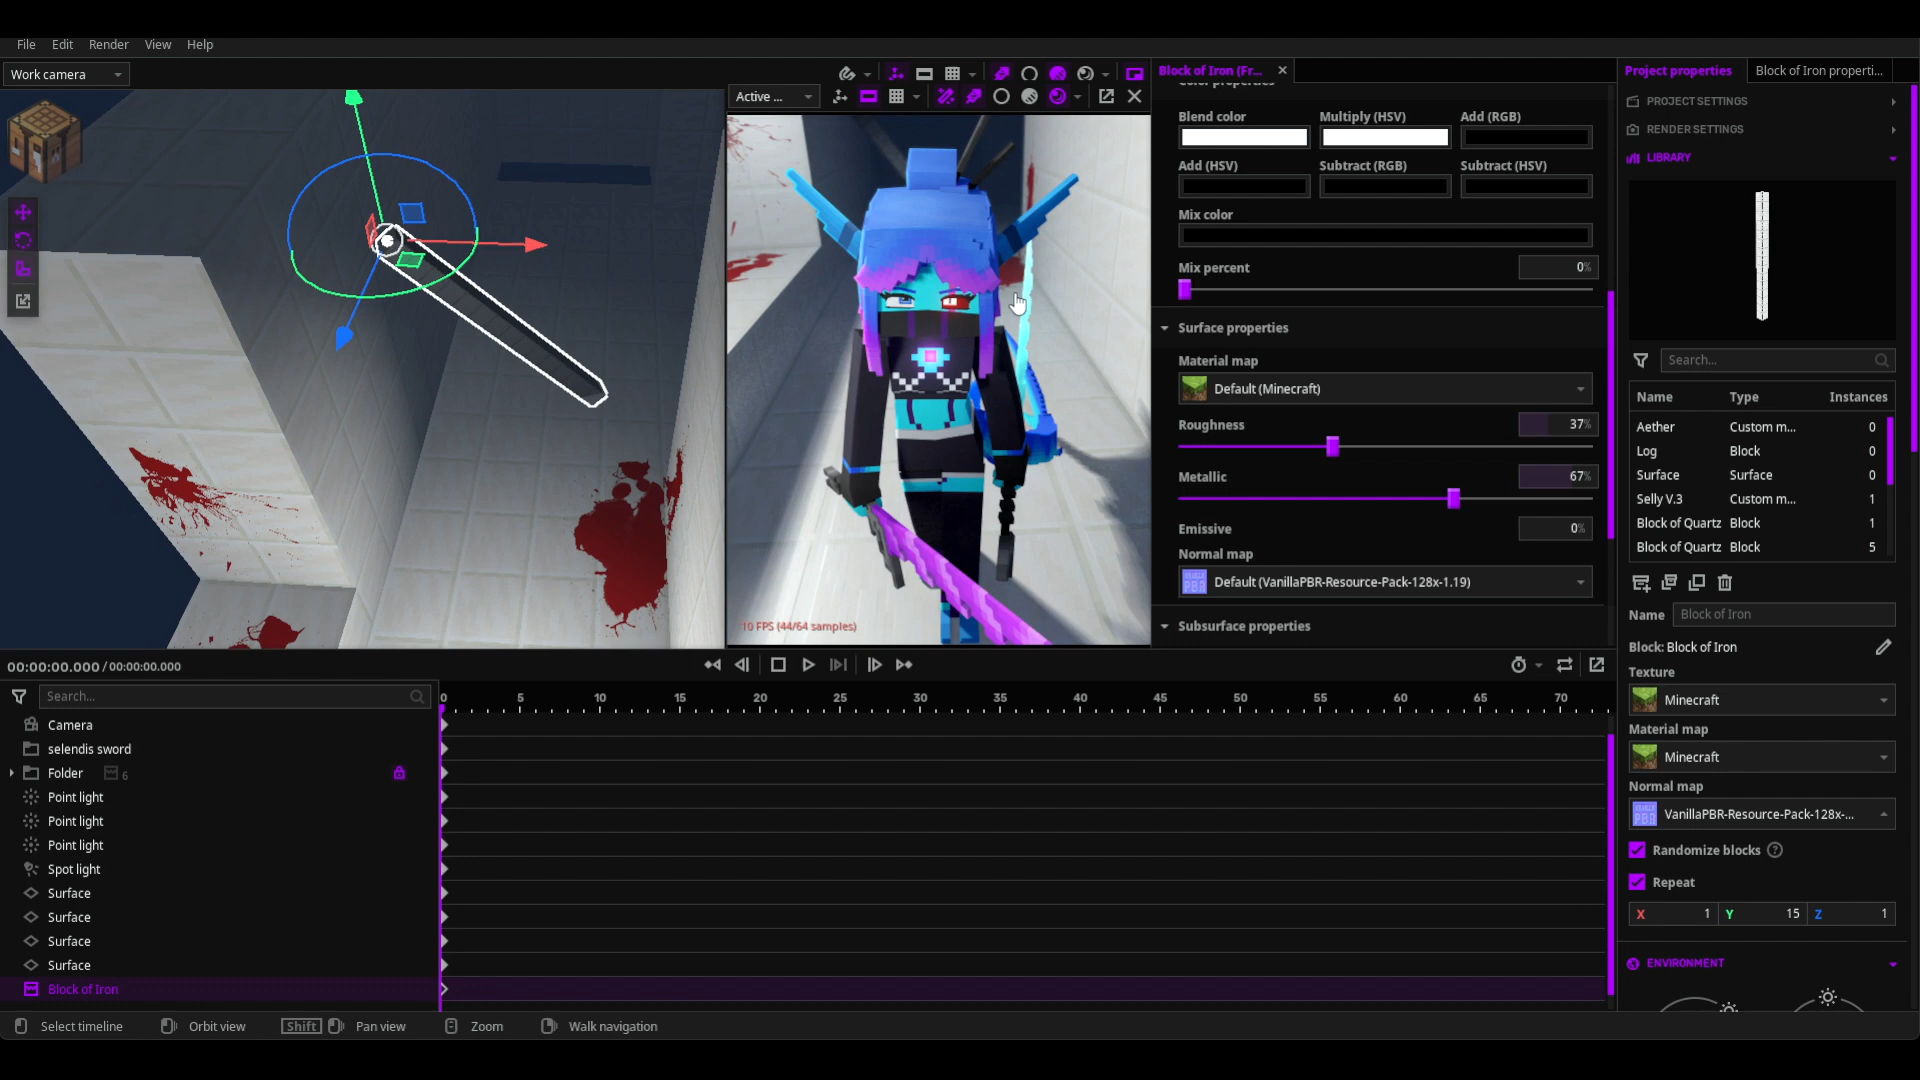 File Edit Render View Help
Work camera
Active ...
Block of Iron (Fr...
Project properties
Block of Iron properti...
Blend color Multiply (HSV) Add (RGB)
Add (HSV) Subtract (RGB) Subtract (HSV)
Mix color
Mix percent 0%
Surface properties
Material map
Default (Minecraft)
Roughness 37%
Metallic 67%
Emissive 0%
Normal map
Default (VanillaPBR-Resource-Pack-128x-1.19)
Subsurface properties
10 FPS (44/64 samples)
PROJECT SETTINGS
RENDER SETTINGS
LIBRARY
Search...
Name Type Instances
Aether Custom m... 0
Log Block 0
Surface Surface 0
Selly V.3 Custom m... 1
Block of Quartz Block 1
Block of Quartz Block 5
Name Block of Iron
Block: Block of Iron
Texture
Minecraft
Material map
Minecraft
Normal map
VanillaPBR-Resource-Pack-128x-...
Randomize blocks ?
Repeat
X 1 Y 15 Z 1
ENVIRONMENT
00:00:00.000 / 00:00:00.000
Search...
0 5 10 15 20 25 30 35 40 45 50 55 60 65 70
Camera
selendis sword
Folder 6
Point light
Point light
Point light
Spot light
Surface
Surface
Surface
Surface
Block of Iron
Select timeline Orbit view Shift Pan view Zoom Walk navigation